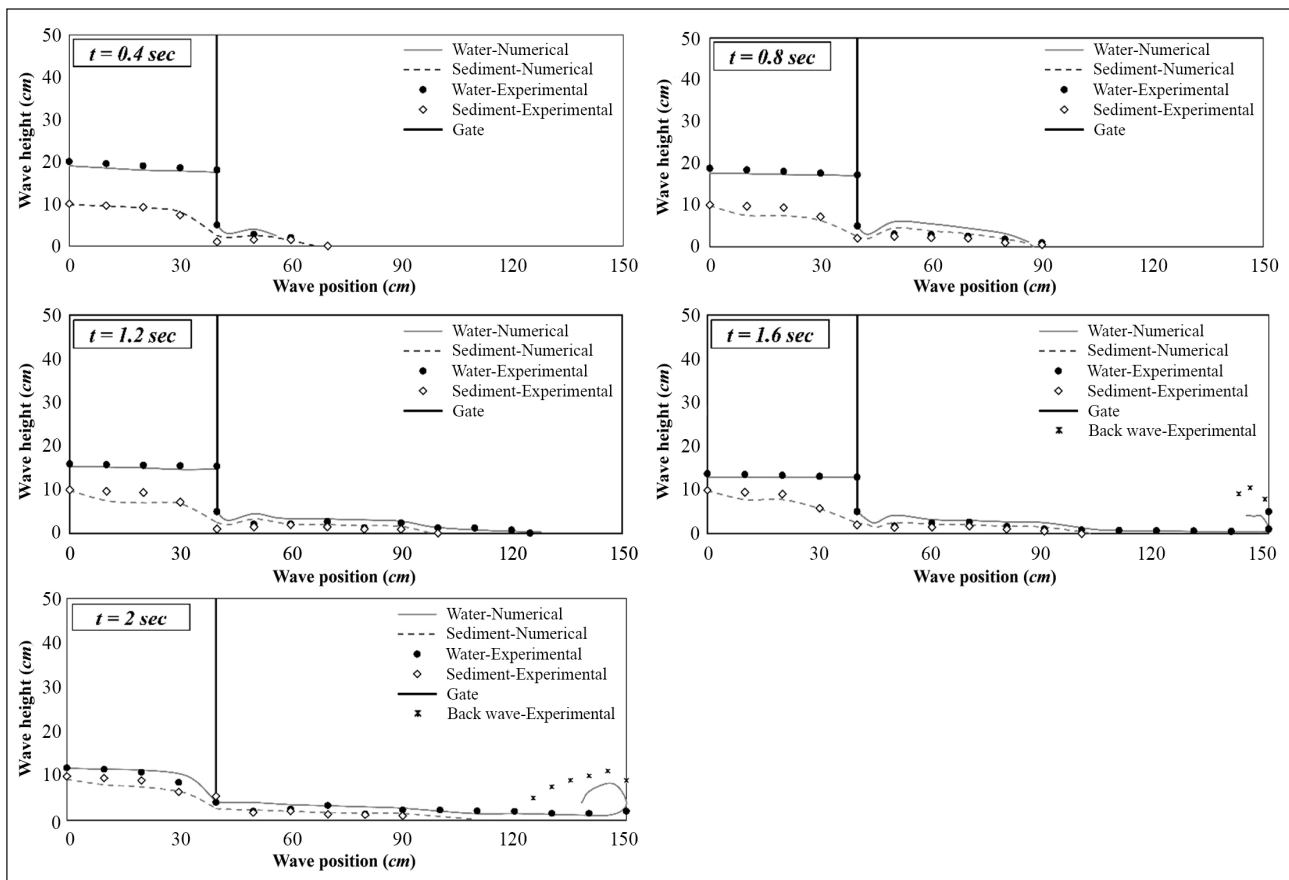 t = 0.4 sec
Water-Numerical
Sediment-Numerical
Water-Experimental
Sediment-Experimental
Gate
Wave height (cm)
50
40
30
20
10
0
0 30 60 90 120 150
Wave position (cm)
t = 0.8 sec
Water-Numerical
Sediment-Numerical
Water-Experimental
Sediment-Experimental
Gate
Wave height (cm)
50
40
30
20
10
0
0 30 60 90 120 150
Wave position (cm)
t = 1.2 sec
Water-Numerical
Sediment-Numerical
Water-Experimental
Sediment-Experimental
Gate
Wave height (cm)
50
40
30
20
10
0
0 30 60 90 120 150
Wave position (cm)
t = 1.6 sec
Water-Numerical
Sediment-Numerical
Water-Experimental
Sediment-Experimental
Gate
Back wave-Experimental
Wave height (cm)
50
40
30
20
10
0
0 30 60 90 120 150
Wave position (cm)
t = 2 sec
Water-Numerical
Sediment-Numerical
Water-Experimental
Sediment-Experimental
Gate
Back wave-Experimental
Wave height (cm)
50
40
30
20
10
0
0 30 60 90 120 150
Wave position (cm)